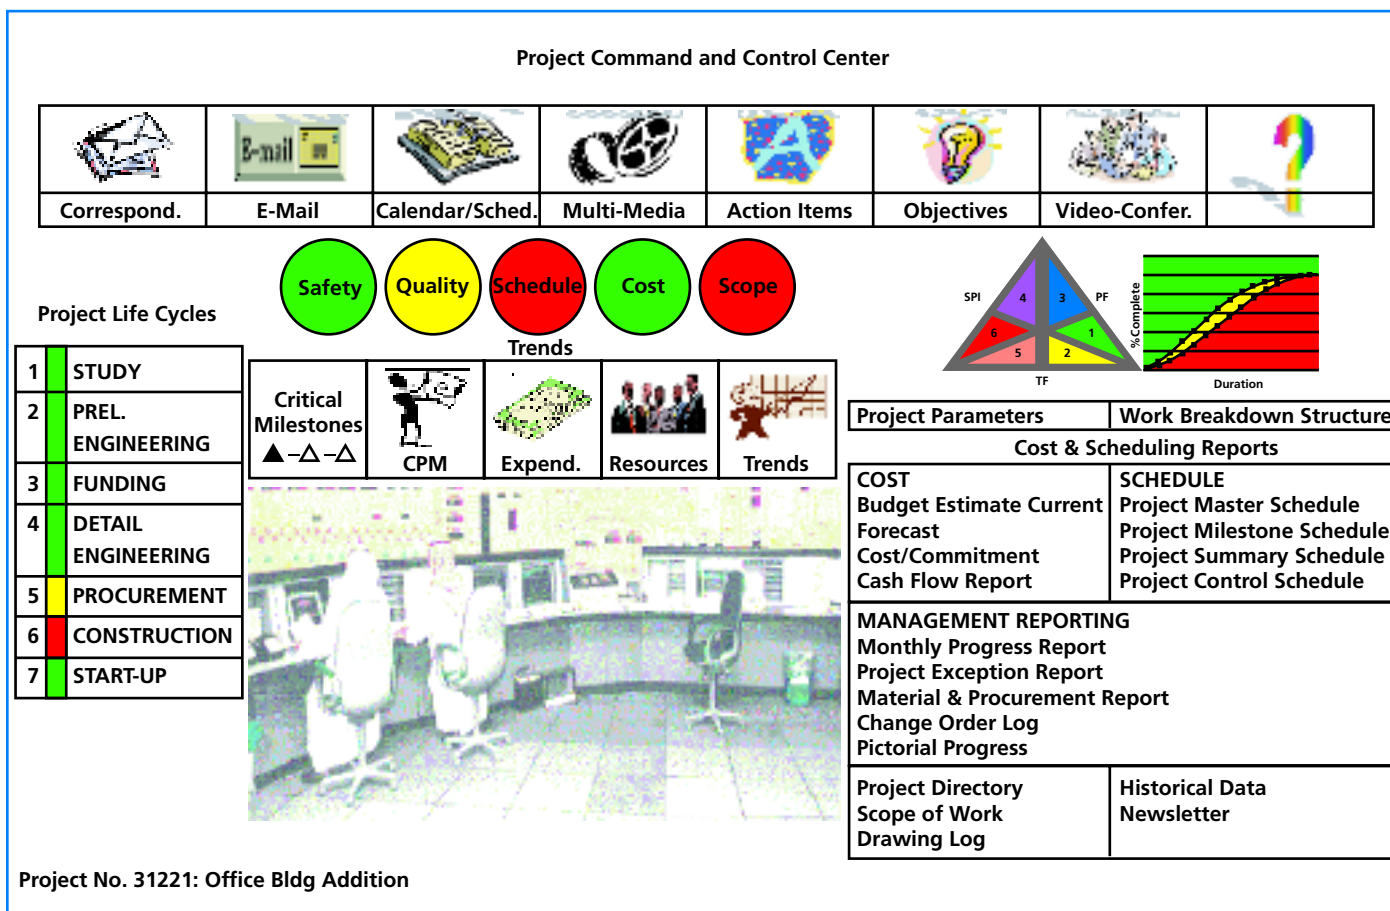 Project Command and Control Center
E-mail
Correspond.
E-Mail
Calendar/Sched.
Multi-Media
Action Items
Objectives
Video-Confer.
Safety
Quality
Schedule
Cost
Scope
Trends
Project Life Cycles
1 STUDY
2 PREL.
ENGINEERING
3 FUNDING
4 DETAIL
ENGINEERING
5 PROCUREMENT
6 CONSTRUCTION
7 START-UP
Critical
Milestones
CPM
Expend.
Resources
Trends
SPI
PF
TF
4
3
6
1
5
2
%Complete
Duration
Project Parameters
Work Breakdown Structure
Cost & Scheduling Reports
COST
Budget Estimate Current
Forecast
Cost/Commitment
Cash Flow Report
SCHEDULE
Project Master Schedule
Project Milestone Schedule
Project Summary Schedule
Project Control Schedule
MANAGEMENT REPORTING
Monthly Progress Report
Project Exception Report
Material & Procurement Report
Change Order Log
Pictorial Progress
Project Directory
Scope of Work
Drawing Log
Historical Data
Newsletter
Project No. 31221: Office Bldg Addition